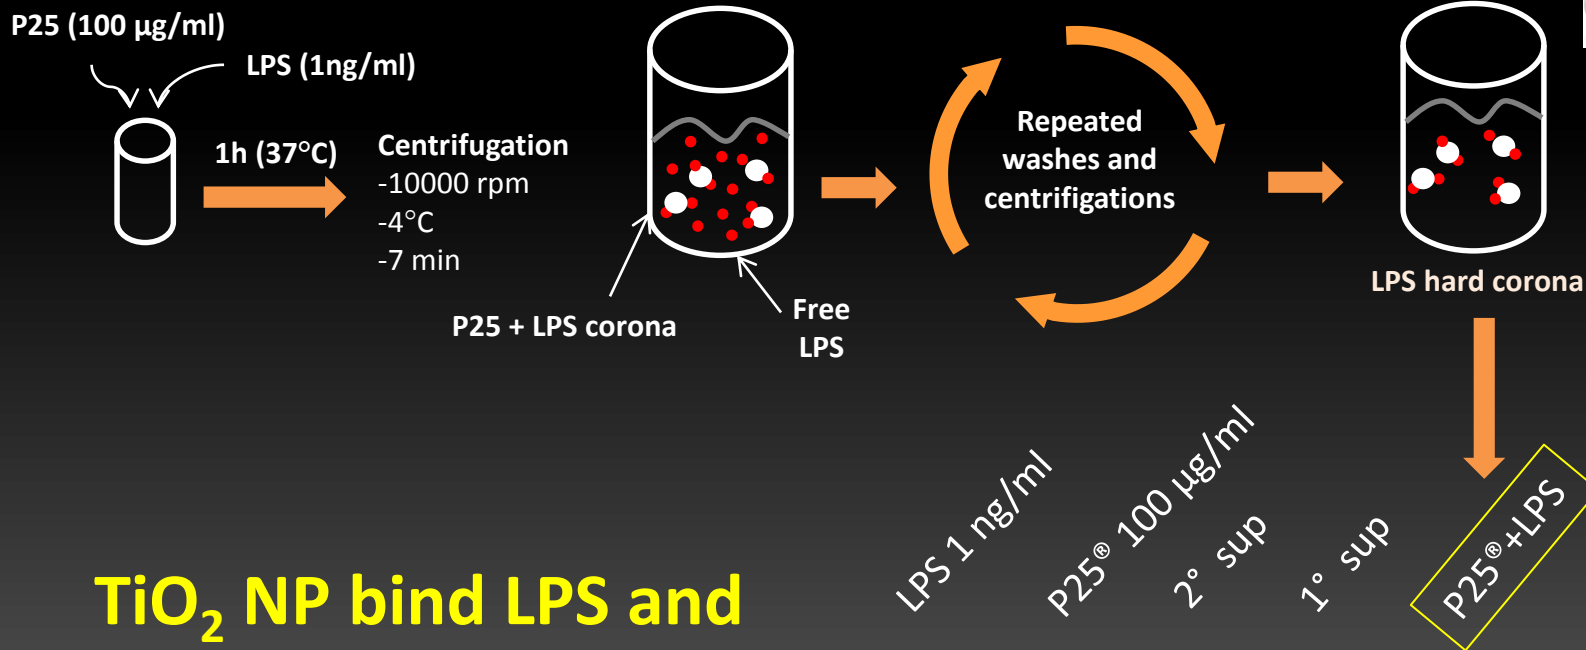 P25 (100 µg/ml)
LPS (1ng/ml)
1h (37°C)
Centrifugation
-10000 rpm
-4°C
-7 min
P25 + LPS corona
Free
LPS
Repeated
washes and
centrifigations
LPS hard corona
LPS 1 ng/ml
P25® 100 µg/ml
2° sup
1° sup
P25®+LPS
TiO₂ NP bind LPS and